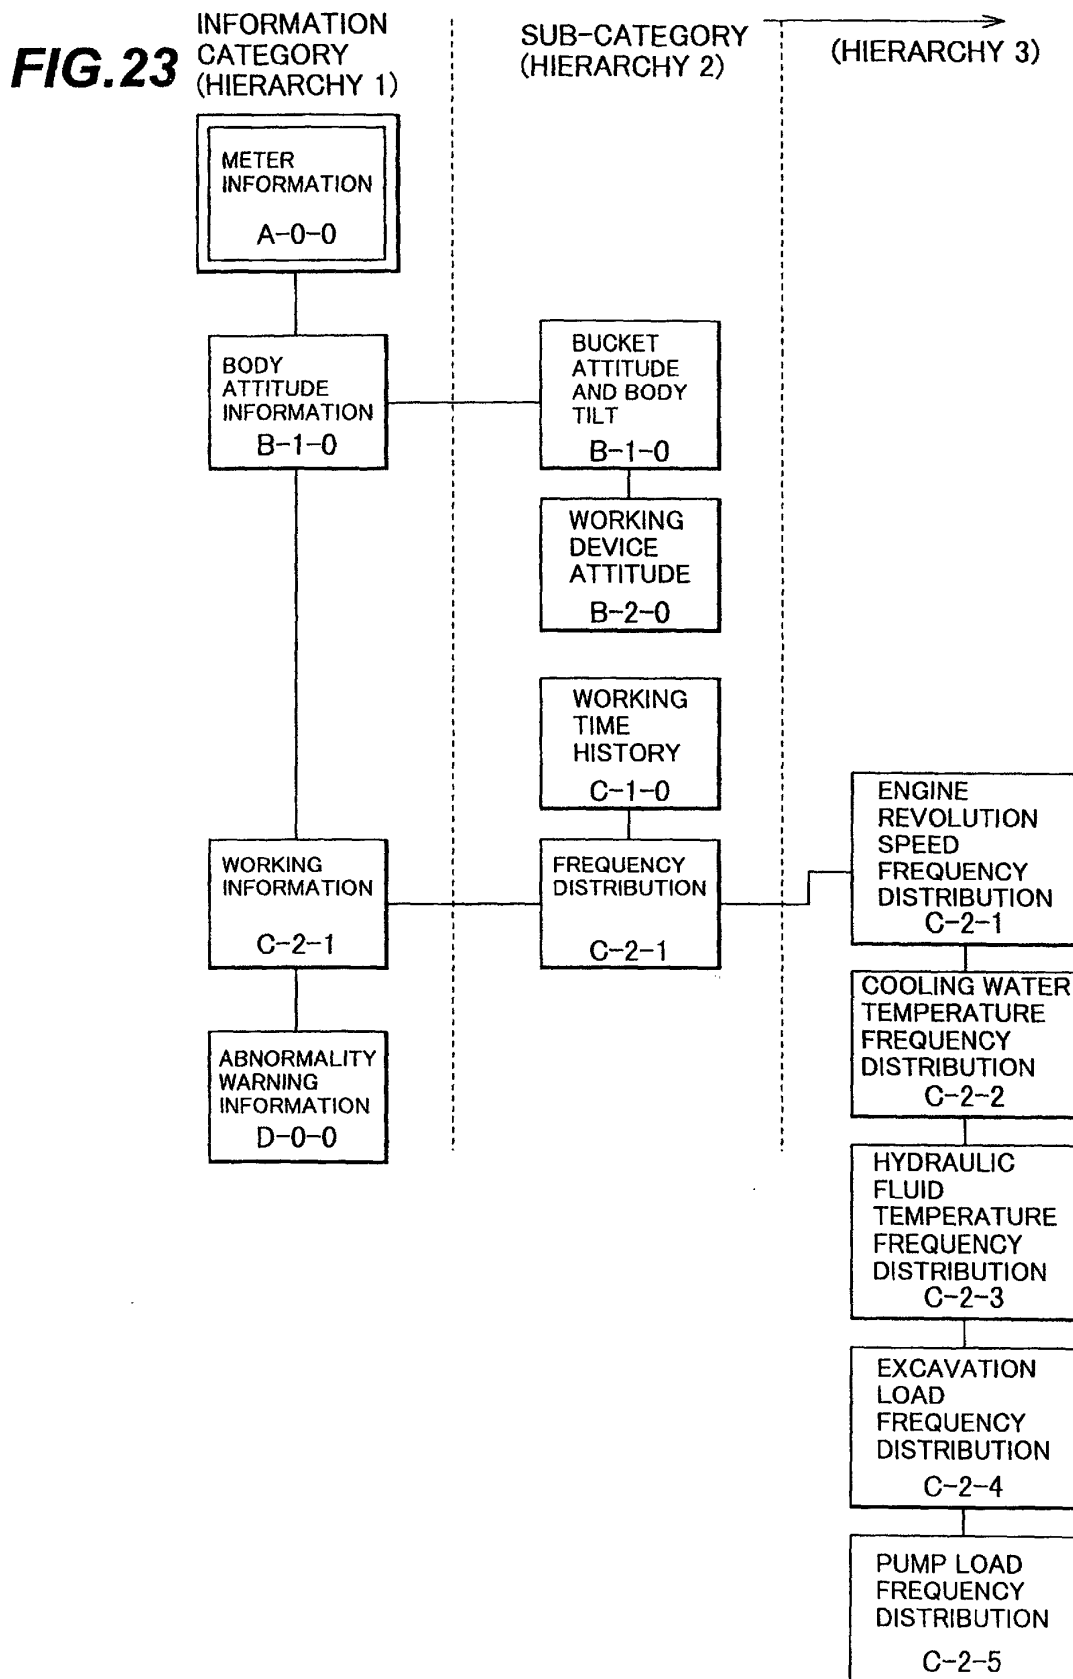 FIG.23
INFORMATION
CATEGORY
(HIERARCHY 1)
SUB-CATEGORY
(HIERARCHY 2)
(HIERARCHY 3)
METER
INFORMATION
A-0-0
BODY
ATTITUDE
INFORMATION
B-1-0
BUCKET
ATTITUDE
AND BODY
TILT
B-1-0
WORKING
DEVICE
ATTITUDE
B-2-0
WORKING
TIME
HISTORY
C-1-0
WORKING
INFORMATION
C-2-1
FREQUENCY
DISTRIBUTION
C-2-1
ENGINE
REVOLUTION
SPEED
FREQUENCY
DISTRIBUTION
C-2-1
COOLING WATER
TEMPERATURE
FREQUENCY
DISTRIBUTION
C-2-2
ABNORMALITY
WARNING
INFORMATION
D-0-0
HYDRAULIC
FLUID
TEMPERATURE
FREQUENCY
DISTRIBUTION
C-2-3
EXCAVATION
LOAD
FREQUENCY
DISTRIBUTION
C-2-4
PUMP LOAD
FREQUENCY
DISTRIBUTION
C-2-5